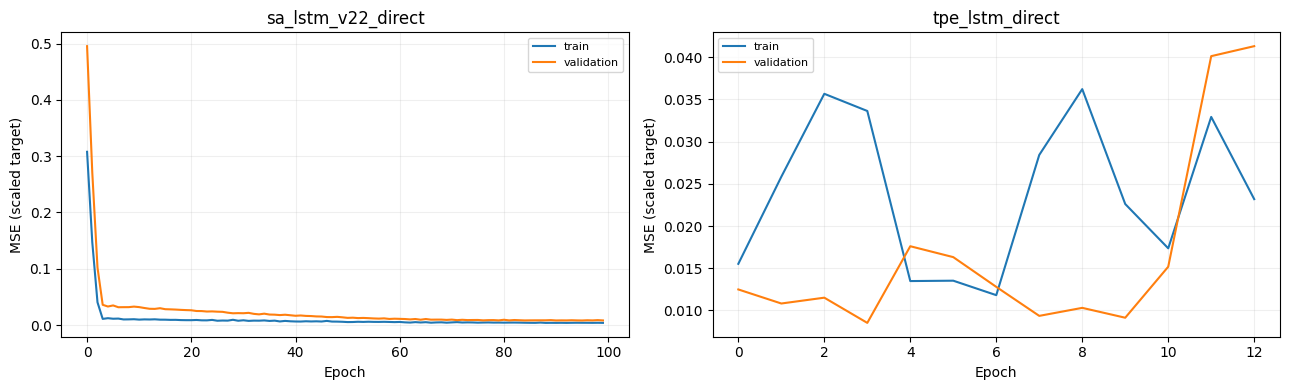 sa_lstm_v22_direct
MSE (scaled target)
0.5
0.4
0.3
0.2
0.1
0.0
train
validation
0 20 40 60 80 100
Epoch
tpe_lstm_direct
MSE (scaled target)
0.040
0.035
0.030
0.025
0.020
0.015
0.010
train
validation
0 2 4 6 8 10 12
Epoch